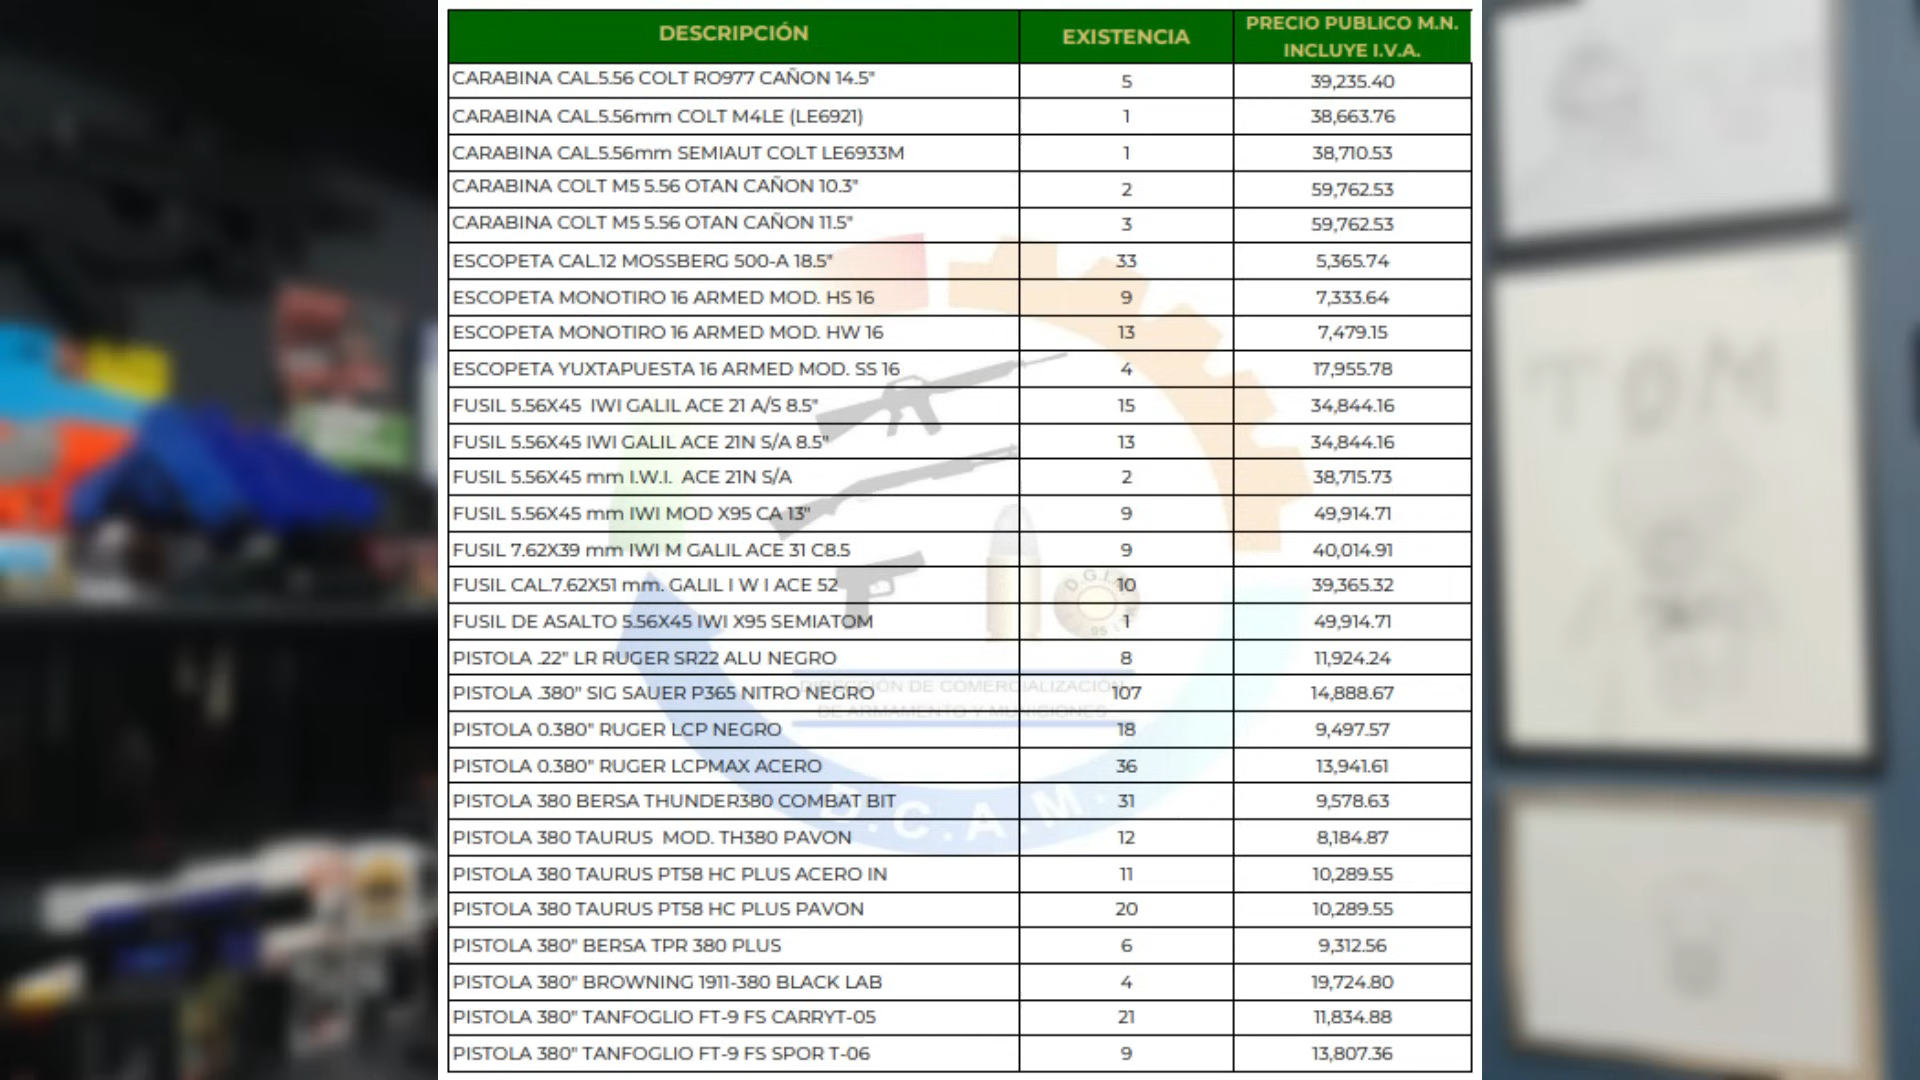 DESCRIPCIÓN EXISTENCIA PRECIO PUBLICO M.N. INCLUYE I.V.A.
CARABINA CAL.5.56 COLT RO977 CAÑON 14.5" 5 39,235.40
CARABINA CAL.5.56mm COLT M4LE (LE6921) 1 38,663.76
CARABINA CAL.5.56mm SEMIAUT COLT LE6933M 1 38,710.53
CARABINA COLT M5 5.56 OTAN CAÑON 10.3" 2 59,762.53
CARABINA COLT M5 5.56 OTAN CAÑON 11.5" 3 59,762.53
ESCOPETA CAL.12 MOSSBERG 500-A 18.5" 33 5,365.74
ESCOPETA MONOTIRO 16 ARMED MOD. HS 16 9 7,333.64
ESCOPETA MONOTIRO 16 ARMED MOD. HW 16 13 7,479.15
ESCOPETA YUXTAPUESTA 16 ARMED MOD. SS 16 4 17,955.78
FUSIL 5.56X45 IWI GALIL ACE 21 A/S 8.5" 15 34,844.16
FUSIL 5.56X45 IWI GALIL ACE 21N S/A 8.5" 13 34,844.16
FUSIL 5.56X45 mm I.W.I. ACE 21N S/A 2 38,715.73
FUSIL 5.56X45 mm IWI MOD X95 CA 13" 9 49,914.71
FUSIL 7.62X39 mm IWI M GALIL ACE 31 C8.5 9 40,014.91
FUSIL CAL.7.62X51 mm. GALIL I W I ACE 52 10 39,365.32
FUSIL DE ASALTO 5.56X45 IWI X95 SEMIATOM 1 49,914.71
PISTOLA .22" LR RUGER SR22 ALU NEGRO 8 11,924.24
PISTOLA .380" SIG SAUER P365 NITRO NEGRO 107 14,888.67
PISTOLA 0.380" RUGER LCP NEGRO 18 9,497.57
PISTOLA 0.380" RUGER LCPMAX ACERO 36 13,941.61
PISTOLA 380 BERSA THUNDER380 COMBAT BIT 31 9,578.63
PISTOLA 380 TAURUS MOD. TH380 PAVON 12 8,184.87
PISTOLA 380 TAURUS PT58 HC PLUS ACERO IN 11 10,289.55
PISTOLA 380 TAURUS PT58 HC PLUS PAVON 20 10,289.55
PISTOLA 380" BERSA TPR 380 PLUS 6 9,312.56
PISTOLA 380" BROWNING 1911-380 BLACK LAB 4 19,724.80
PISTOLA 380" TANFOGLIO FT-9 FS CARRYT-05 21 11,834.88
PISTOLA 380" TANFOGLIO FT-9 FS SPOR T-06 9 13,807.36
DIRECCIÓN DE COMERCIALIZACIÓN
DE ARMAMENTO Y MUNICIONES
D.C.A.M.
TOM